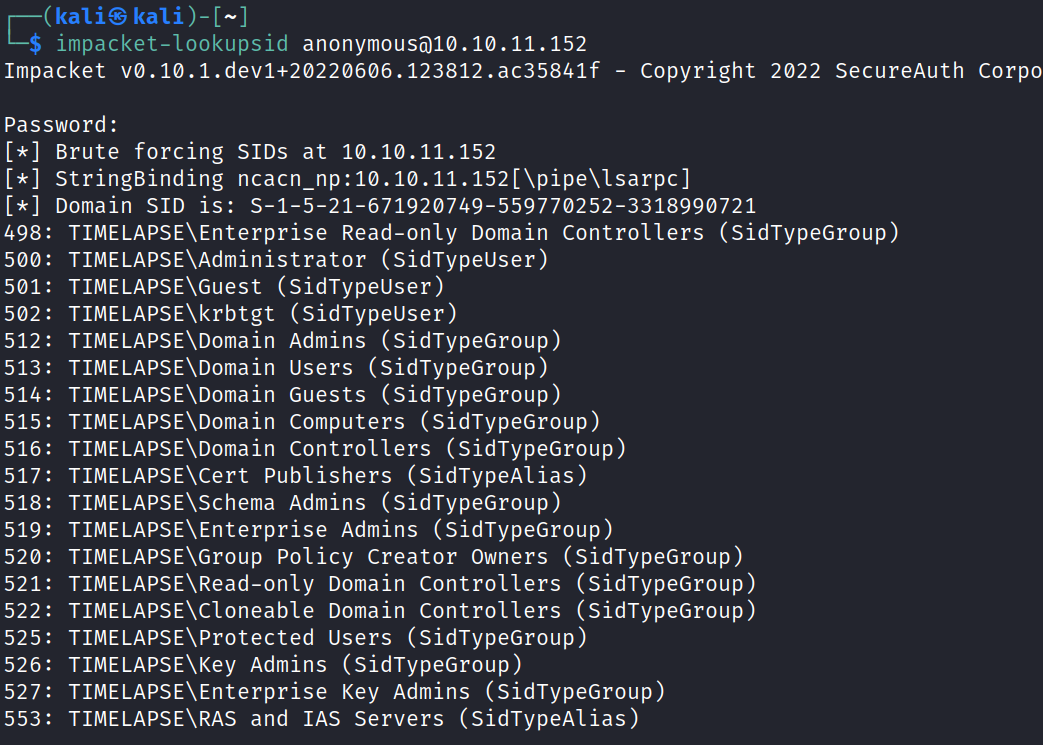 ┌──(kali㉿kali)-[~]
└─$ impacket-lookupsid anonymous@10.10.11.152
Impacket v0.10.1.dev1+20220606.123812.ac35841f - Copyright 2022 SecureAuth Corpo
Password:
[*] Brute forcing SIDs at 10.10.11.152
[*] StringBinding ncacn_np:10.10.11.152[\pipe\lsarpc]
[*] Domain SID is: S-1-5-21-671920749-559770252-3318990721
498: TIMELAPSE\Enterprise Read-only Domain Controllers (SidTypeGroup)
500: TIMELAPSE\Administrator (SidTypeUser)
501: TIMELAPSE\Guest (SidTypeUser)
502: TIMELAPSE\krbtgt (SidTypeUser)
512: TIMELAPSE\Domain Admins (SidTypeGroup)
513: TIMELAPSE\Domain Users (SidTypeGroup)
514: TIMELAPSE\Domain Guests (SidTypeGroup)
515: TIMELAPSE\Domain Computers (SidTypeGroup)
516: TIMELAPSE\Domain Controllers (SidTypeGroup)
517: TIMELAPSE\Cert Publishers (SidTypeAlias)
518: TIMELAPSE\Schema Admins (SidTypeGroup)
519: TIMELAPSE\Enterprise Admins (SidTypeGroup)
520: TIMELAPSE\Group Policy Creator Owners (SidTypeGroup)
521: TIMELAPSE\Read-only Domain Controllers (SidTypeGroup)
522: TIMELAPSE\Cloneable Domain Controllers (SidTypeGroup)
525: TIMELAPSE\Protected Users (SidTypeGroup)
526: TIMELAPSE\Key Admins (SidTypeGroup)
527: TIMELAPSE\Enterprise Key Admins (SidTypeGroup)
553: TIMELAPSE\RAS and IAS Servers (SidTypeAlias)